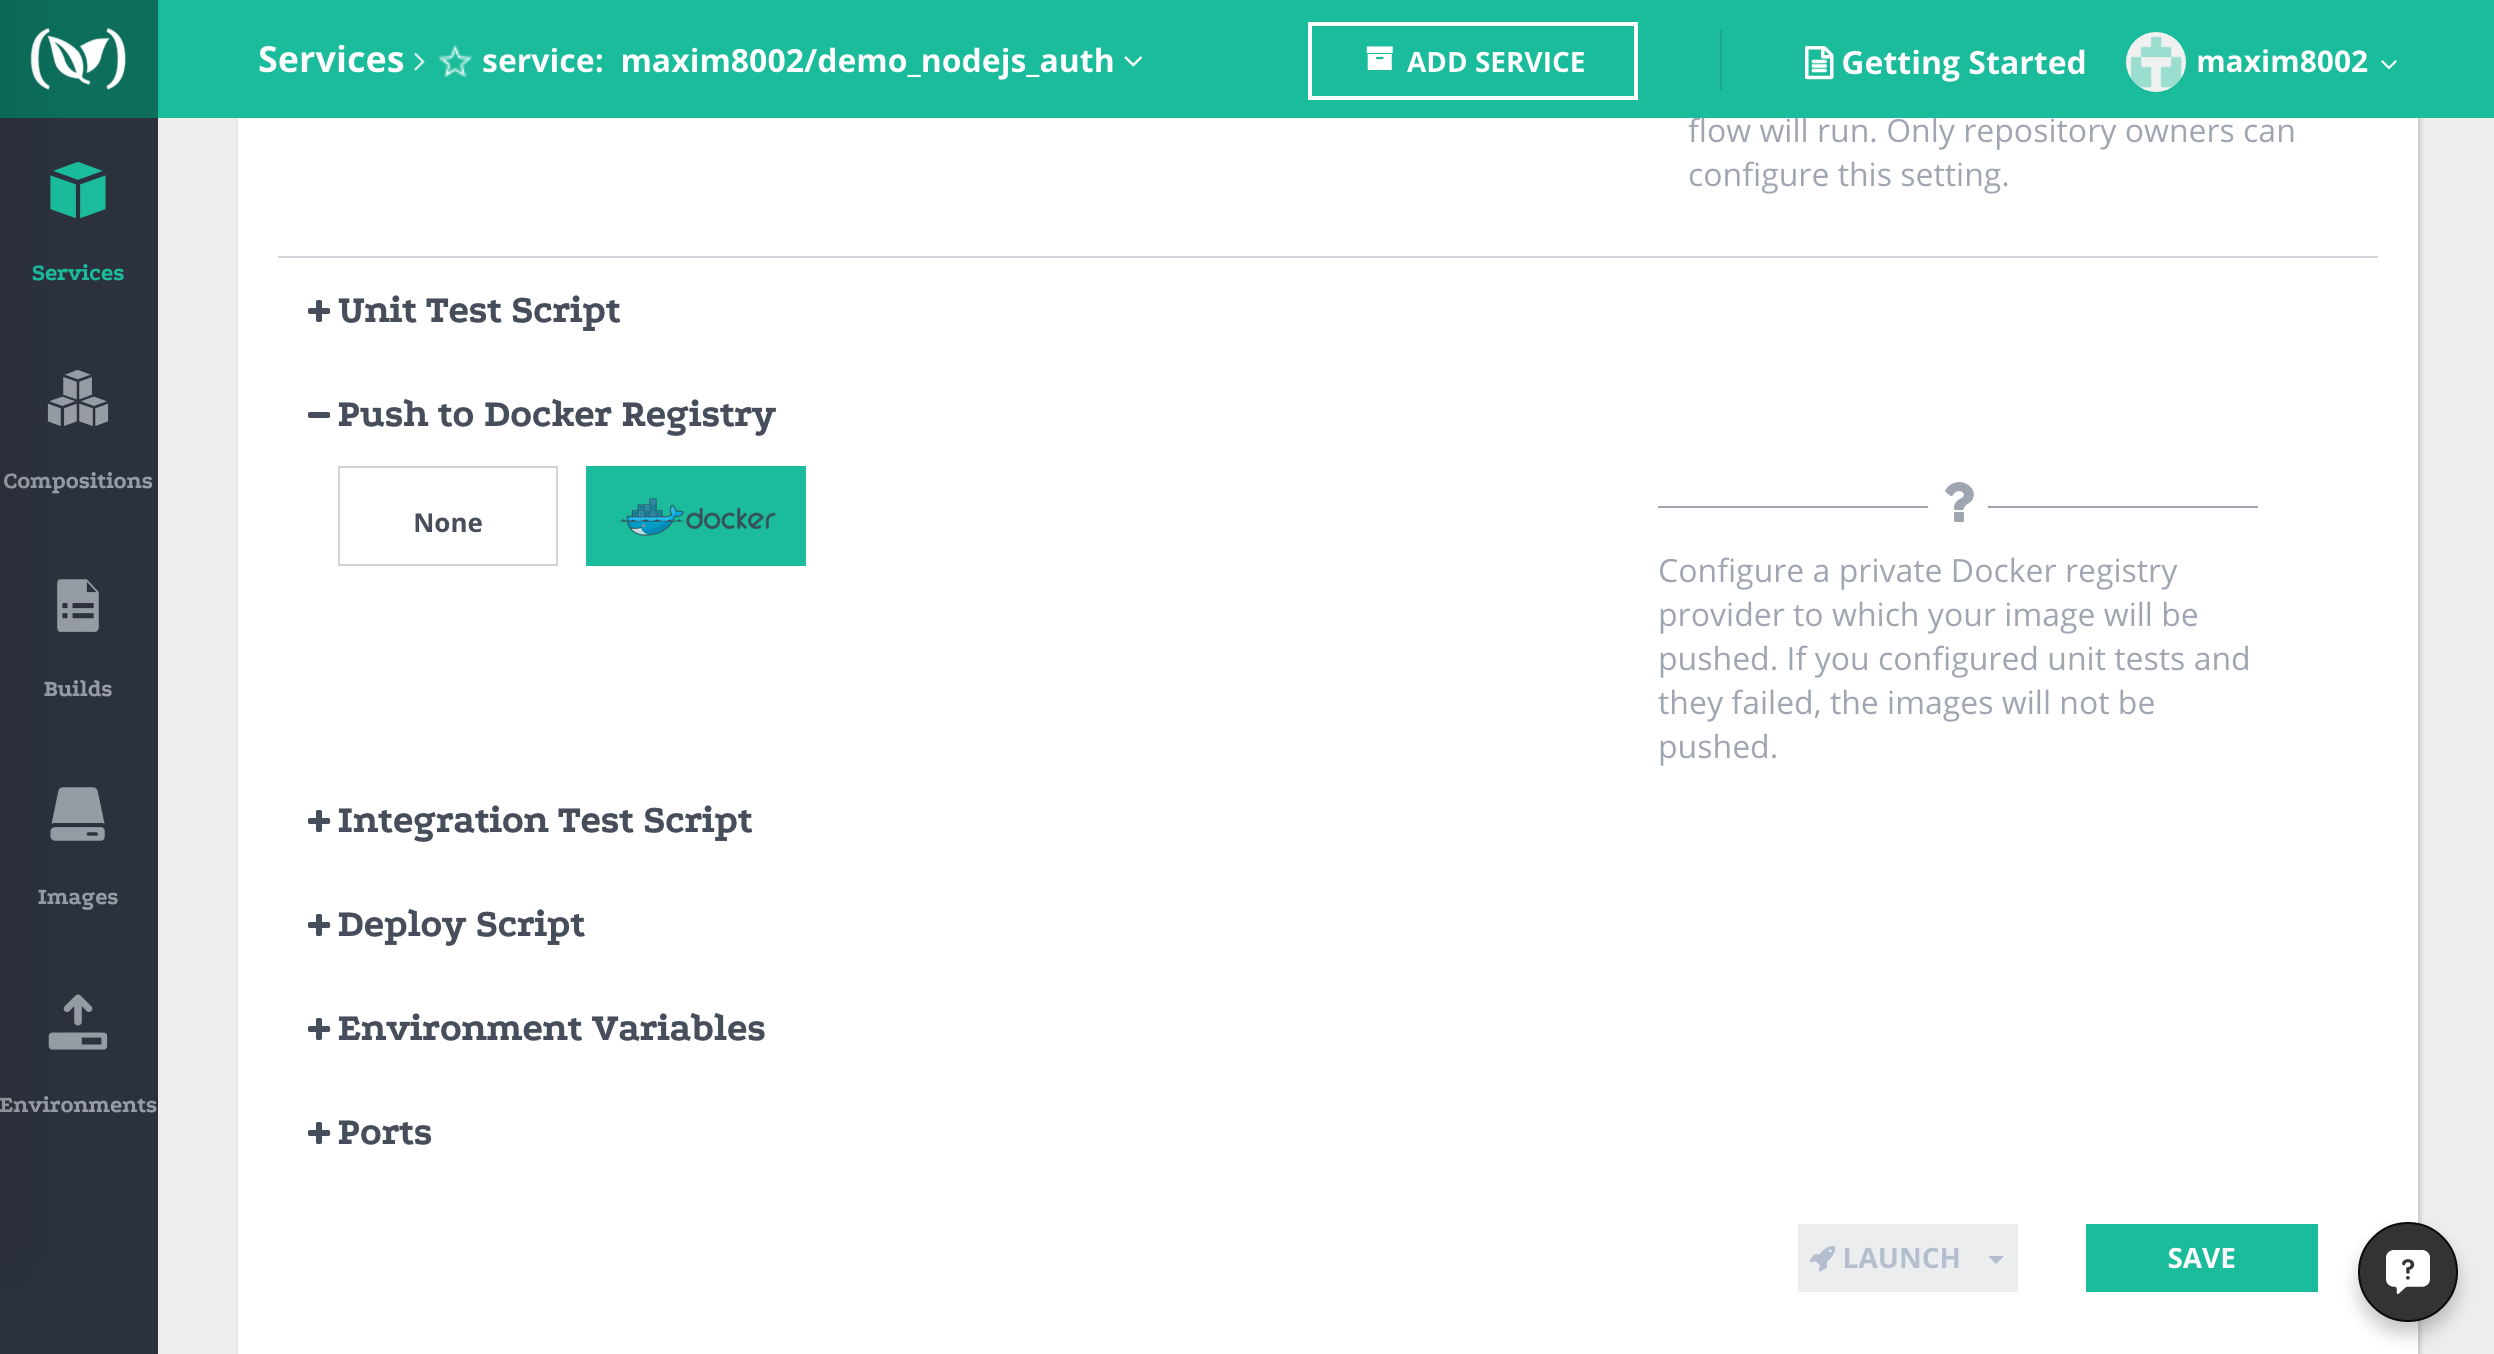 Services > service: maxim8002/demo_nodejs_auth
ADD SERVICE
Getting Started
maxim8002
Services
Compositions
Builds
Images
Environments
flow will run. Only repository owners can
configure this setting.
+ Unit Test Script
− Push to Docker Registry
None
docker
?
Configure a private Docker registry
provider to which your image will be
pushed. If you configured unit tests and
they failed, the images will not be
pushed.
+ Integration Test Script
+ Deploy Script
+ Environment Variables
+ Ports
LAUNCH
SAVE
?